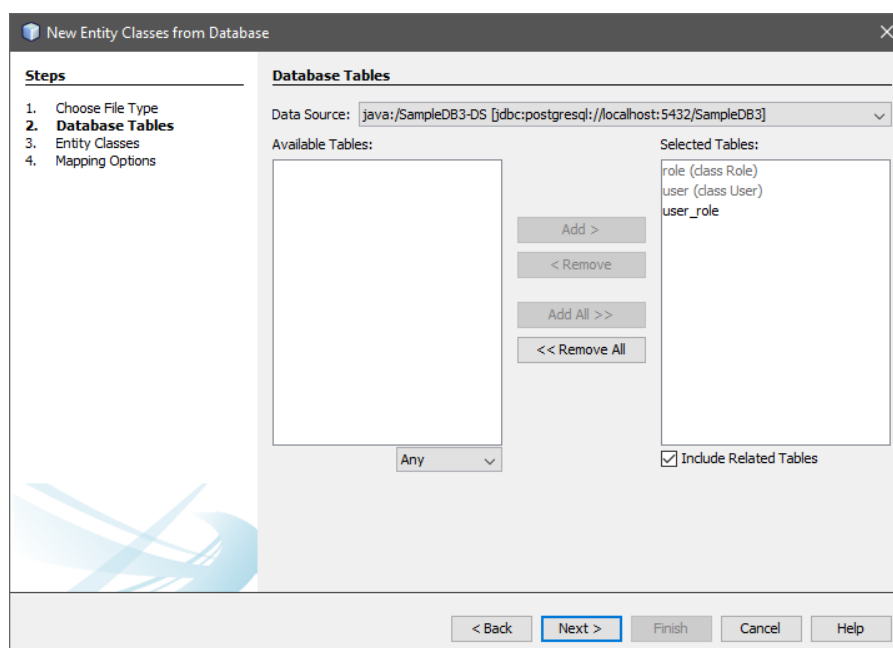 New Entity Classes from Database
Steps
1. Choose File Type
2. Database Tables
3. Entity Classes
4. Mapping Options
Database Tables
Data Source: java:/SampleDB3-DS [jdbc:postgresql://localhost:5432/SampleDB3]
Available Tables:
Any
Add >
< Remove
Add All >>
<< Remove All
Selected Tables:
role (class Role)
user (class User)
user_role
Include Related Tables
< Back Next > Finish Cancel Help